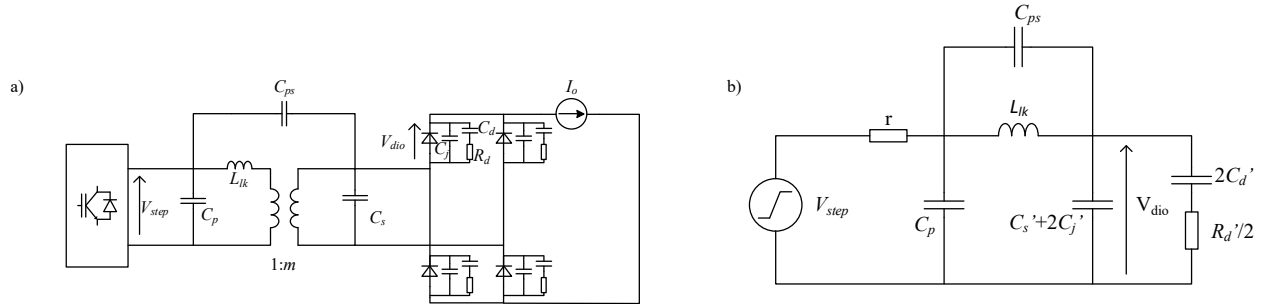 a)
C_ps
V_step
C_p
L_lk
1:m
C_s
V_dio
C_j
C_d
R_d
I_o
b)
C_ps
r
L_lk
V_step
C_p
C_s'+2C_j'
V_dio
2C_d'
R_d'/2